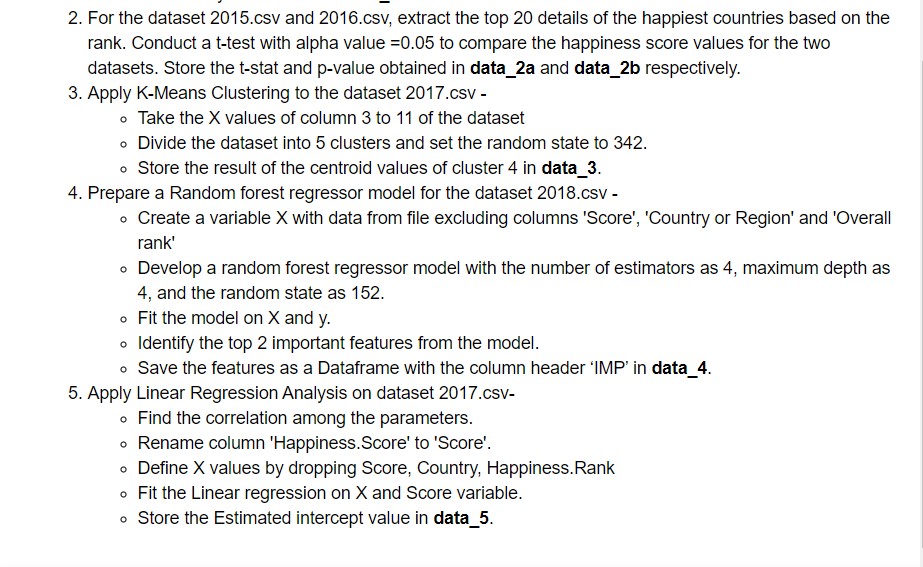 2. For the dataset 2015.csv and 2016.csv, extract the top 20 details of the happiest countries based on the
rank. Conduct a t-test with alpha value =0.05 to compare the happiness score values for the two
datasets. Store the t-stat and p-value obtained in data_2a and data_2b respectively.
3. Apply K-Means Clustering to the dataset 2017.csv -
○ Take the X values of column 3 to 11 of the dataset
○ Divide the dataset into 5 clusters and set the random state to 342.
○ Store the result of the centroid values of cluster 4 in data_3.
4. Prepare a Random forest regressor model for the dataset 2018.csv -
○ Create a variable X with data from file excluding columns 'Score', 'Country or Region' and 'Overall
rank'
○ Develop a random forest regressor model with the number of estimators as 4, maximum depth as
4, and the random state as 152.
○ Fit the model on X and y.
○ Identify the top 2 important features from the model.
○ Save the features as a Dataframe with the column header ‘IMP’ in data_4.
5. Apply Linear Regression Analysis on dataset 2017.csv-
○ Find the correlation among the parameters.
○ Rename column 'Happiness.Score' to 'Score'.
○ Define X values by dropping Score, Country, Happiness.Rank
○ Fit the Linear regression on X and Score variable.
○ Store the Estimated intercept value in data_5.